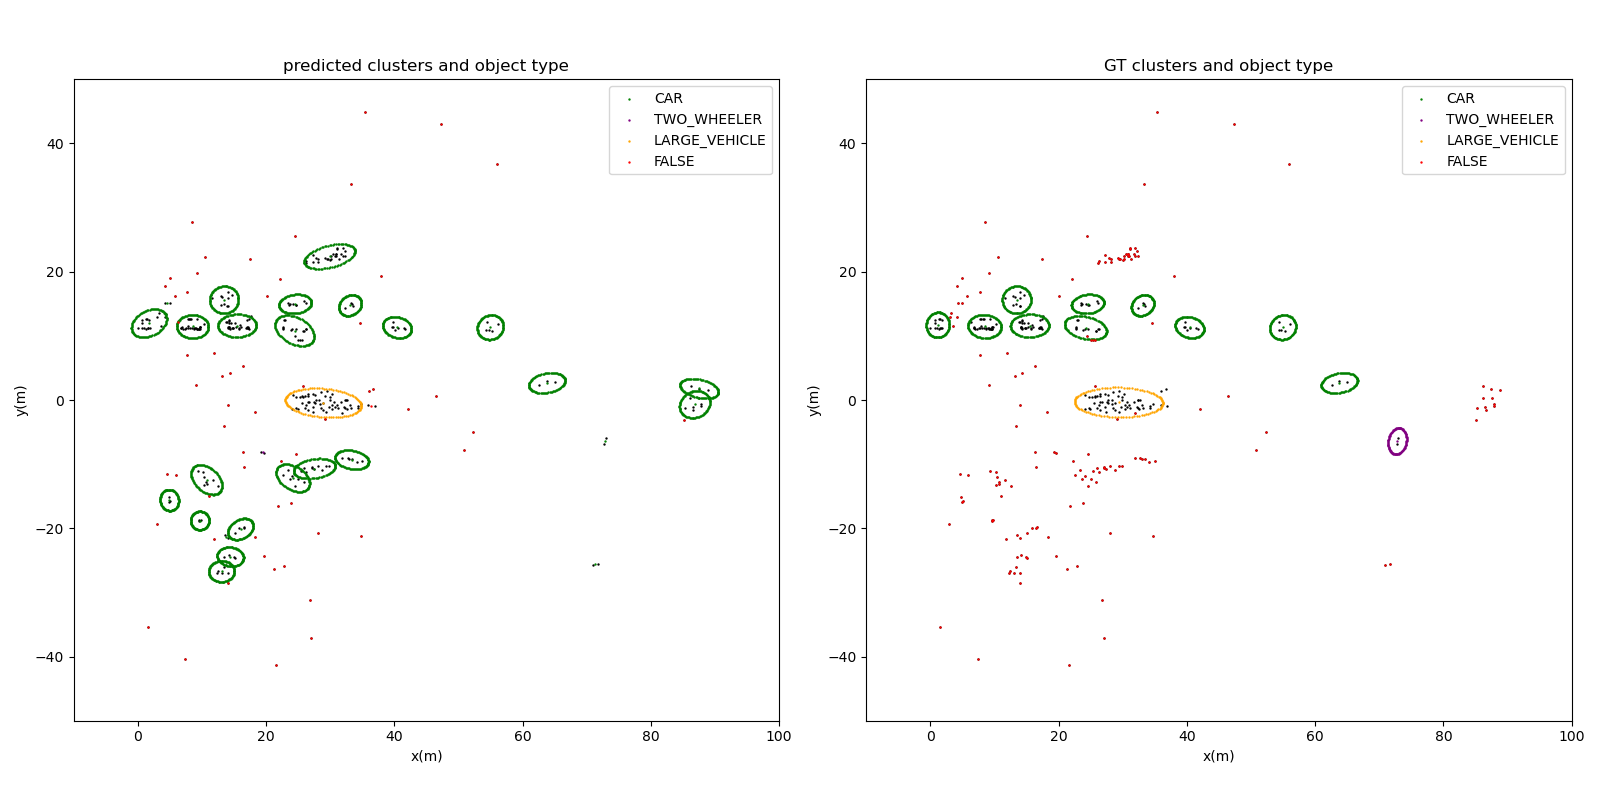 predicted clusters and object type
CAR
TWO_WHEELER
LARGE_VEHICLE
FALSE
40
20
0
−20
−40
y(m)
0
20
40
60
80
100
x(m)
GT clusters and object type
CAR
TWO_WHEELER
LARGE_VEHICLE
FALSE
40
20
0
−20
−40
y(m)
0
20
40
60
80
100
x(m)